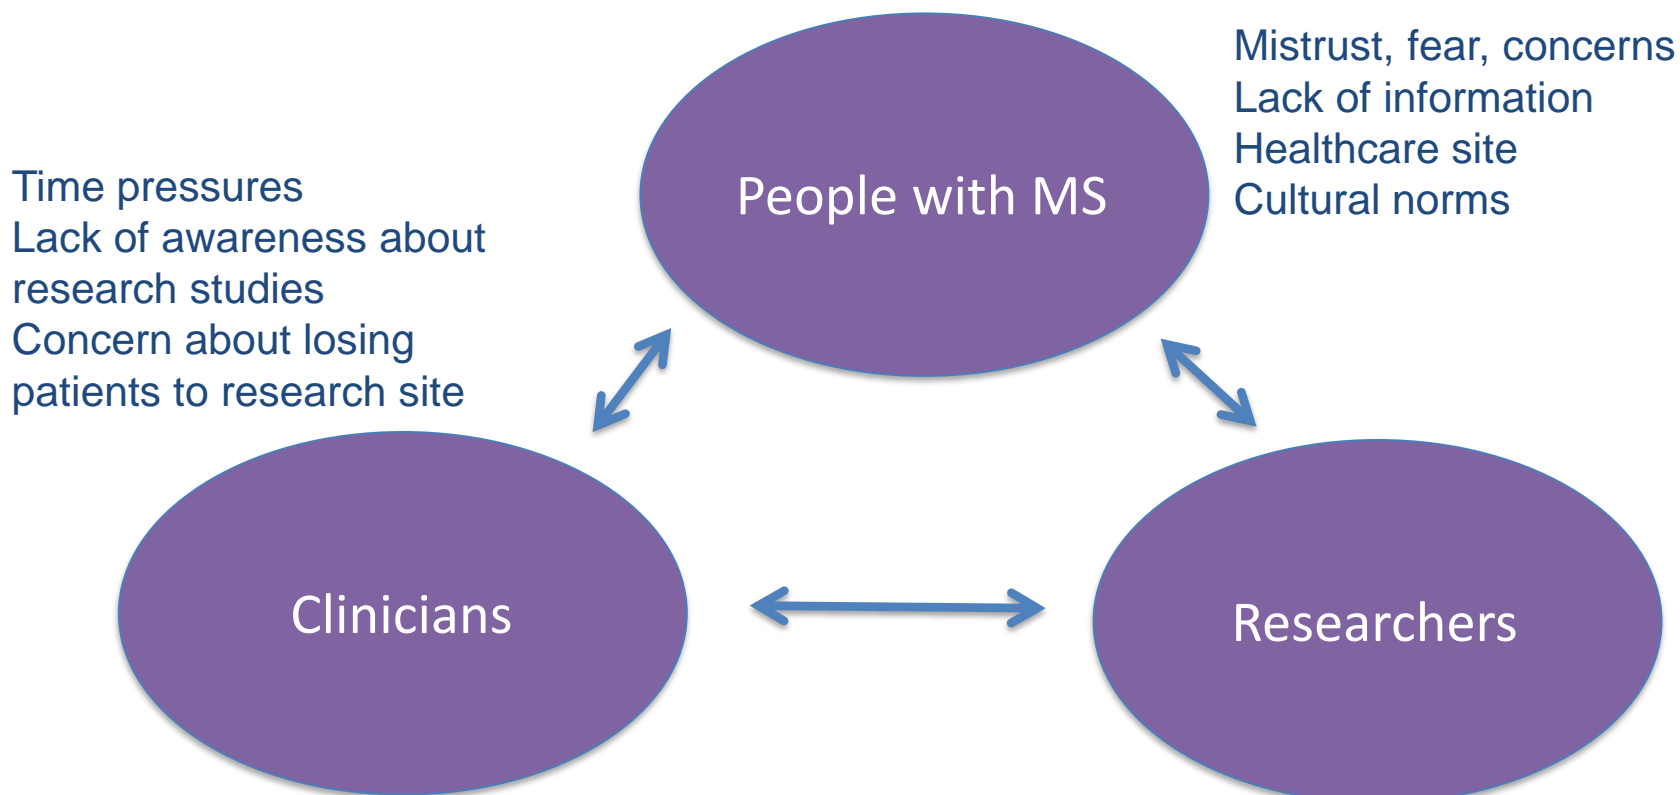 Mistrust, fear, concerns
Lack of information
Healthcare site
Cultural norms
People with MS
Time pressures
Lack of awareness about
research studies
Concern about losing
patients to research site
Clinicians
Researchers